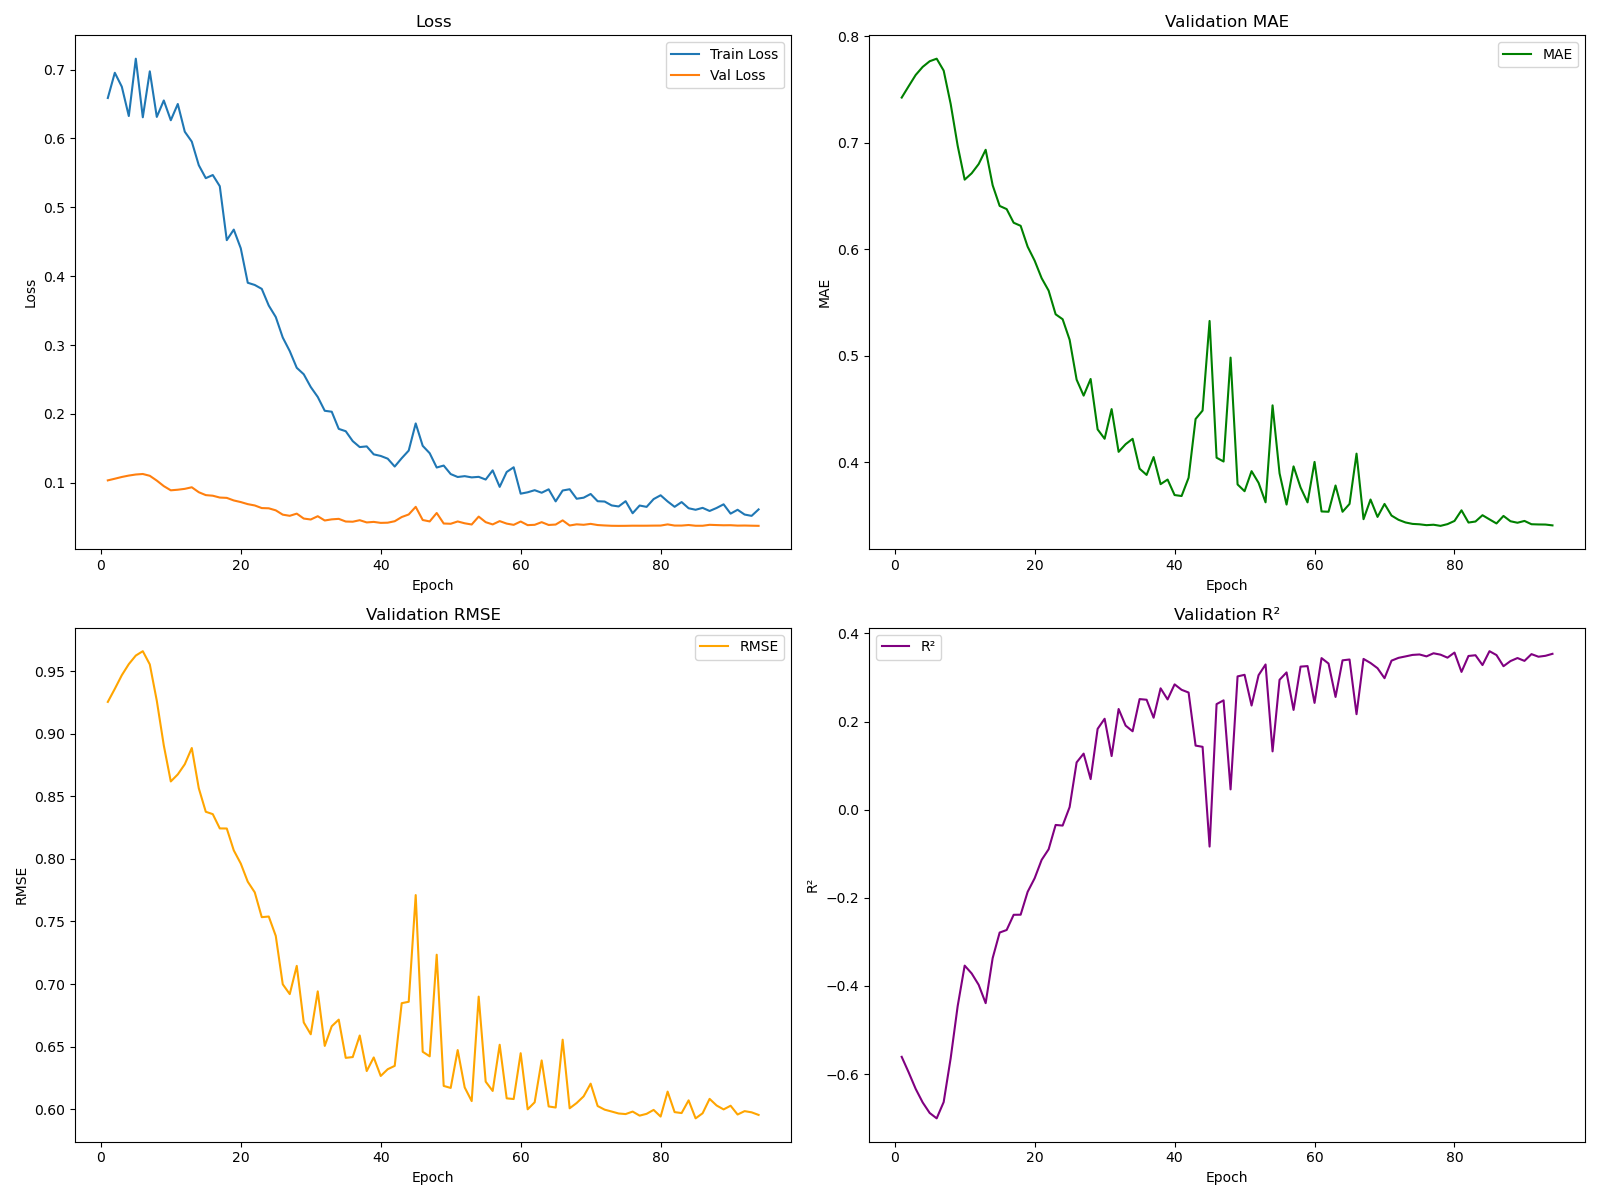 Loss
Train Loss
Val Loss
0.7
0.6
0.5
0.4
0.3
0.2
0.1
Loss
0 20 40 60 80
Epoch
Validation MAE
MAE
0.8
0.7
0.6
0.5
0.4
MAE
0 20 40 60 80
Epoch
Validation RMSE
RMSE
0.95
0.90
0.85
0.80
0.75
0.70
0.65
0.60
RMSE
0 20 40 60 80
Epoch
Validation R²
R²
0.4
0.2
0.0
−0.2
−0.4
−0.6
R²
0 20 40 60 80
Epoch